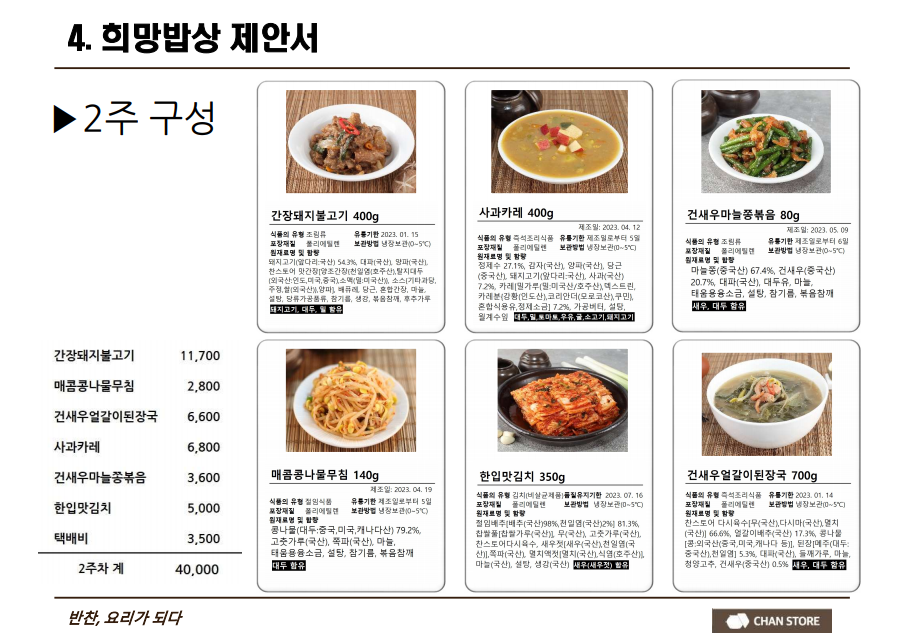 4. 희망밥상 제안서
▶2주 구성
간장돼지불고기 400g
식품의 유형 조림류 유통기한 2023. 01. 15
포장재질 폴리에틸렌 보관방법 냉장보관(0~5℃)
원재료명 및 함량
돼지고기(앞다리:국산) 54.3%, 대파(국산), 양파(국산),
찬스토어 맛간장[양조간장(천일염(호주산),탈지대두
(외국산:인도,미국,중국),소맥(밀:미국산)), 소스(기타과당,
주정,쌀(외국산)),양파), 배퓨레, 당근, 혼합간장, 마늘,
설탕, 당류가공품류, 참기름, 생강, 볶음참깨, 후추가루
돼지고기, 대두, 밀 함유
사과카레 400g
제조일: 2023. 04. 12
식품의 유형 즉석조리식품 유통기한 제조일로부터 5일
포장재질 폴리에틸렌 보관방법 냉장보관(0~5℃)
원재료명 및 함량
정제수 27.1%, 감자(국산), 양파(국산), 당근
(중국산), 돼지고기(앞다리:국산), 사과(국산)
7.2%, 카레[밀가루(밀:미국산/호주산),덱스트린,
카레분(강황(인도산),코리안더(모로코산),쿠민),
혼합식용유,정제소금] 7.2%, 가공버터, 설탕,
월계수잎 대두,밀,토마토,우유,굴,소고기,돼지고기
건새우마늘쫑볶음 80g
제조일: 2023. 05. 09
식품의 유형 조림류 유통기한 제조일로부터 6일
포장재질 폴리에틸렌 보관방법 냉장보관(0~5℃)
원재료명 및 함량
마늘쫑(중국산) 67.4%, 건새우(중국산)
20.7%, 대파(국산), 대두유, 마늘,
태움융용소금, 설탕, 참기름, 볶음참깨
새우, 대두 함유
간장돼지불고기 11,700
매콤콩나물무침 2,800
건새우얼갈이된장국 6,600
사과카레 6,800
건새우마늘쫑볶음 3,600
한입맛김치 5,000
택배비 3,500
2주차 계 40,000
매콤콩나물무침 140g
제조일: 2023. 04. 19
식품의 유형 절임식품 유통기한 제조일로부터 5일
포장재질 폴리에틸렌 보관방법 냉장보관(0~5℃)
원재료명 및 함량
콩나물(대두:중국,미국,캐나다산) 79.2%,
고춧가루(국산), 쪽파(국산), 마늘,
태움융용소금, 설탕, 참기름, 볶음참깨
대두 함유
한입맛김치 350g
식품의 유형 김치(비살균제품) 품질유지기한 2023. 07. 16
포장재질 폴리에틸렌 보관방법 냉장보관(0~5℃)
원재료명 및 함량
절임배추[배추(국산)98%,천일염(국산)2%] 81.3%,
찹쌀풀[찹쌀가루(국산)], 무(국산), 고춧가루(국산),
찬스토어다시육수, 새우젓[새우(국산),천일염(국
산)],쪽파(국산), 멸치액젓[멸치(국산),식염(호주산)],
마늘(국산), 설탕, 생강(국산) 새우(새우젓) 함유
건새우얼갈이된장국 700g
식품의 유형 즉석조리식품 유통기한 2023. 01. 14
포장재질 폴리에틸렌 보관방법 냉장보관(0~5℃)
원재료명 및 함량
찬스토어 다시육수[무(국산),다시마(국산),멸치
(국산)] 66.6%, 얼갈이배추(국산) 17.3%, 콩나물
[콩:외국산(중국,미국,캐나다 등)], 된장[메주(대두:
중국산),천일염] 5.3%, 대파(국산), 들깨가루, 마늘,
청양고추, 건새우(중국산) 0.5% 새우, 대두 함유
반찬, 요리가 되다
CHAN STORE